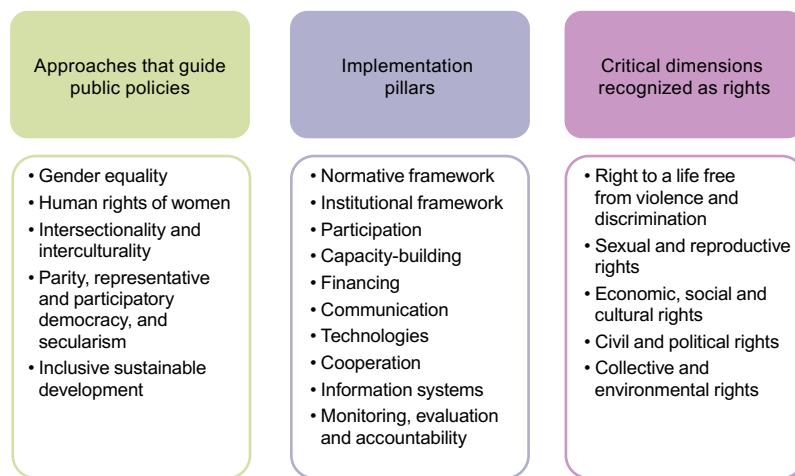 Approaches that guide
public policies
• Gender equality
• Human rights of women
• Intersectionality and
interculturality
• Parity, representative
and participatory
democracy, and
secularism
• Inclusive sustainable
development
Implementation
pillars
• Normative framework
• Institutional framework
• Participation
• Capacity-building
• Financing
• Communication
• Technologies
• Cooperation
• Information systems
• Monitoring, evaluation
and accountability
Critical dimensions
recognized as rights
• Right to a life free
from violence and
discrimination
• Sexual and reproductive
rights
• Economic, social and
cultural rights
• Civil and political rights
• Collective and
environmental rights